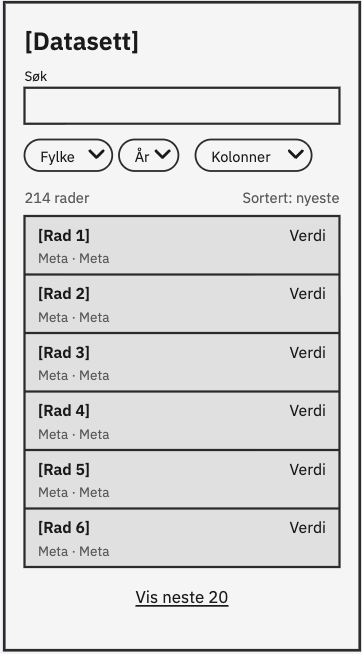 [Datasett]
Søk
Fylke År Kolonner
214 rader Sortert: nyeste
[Rad 1] Verdi
Meta · Meta
[Rad 2] Verdi
Meta · Meta
[Rad 3] Verdi
Meta · Meta
[Rad 4] Verdi
Meta · Meta
[Rad 5] Verdi
Meta · Meta
[Rad 6] Verdi
Meta · Meta
Vis neste 20